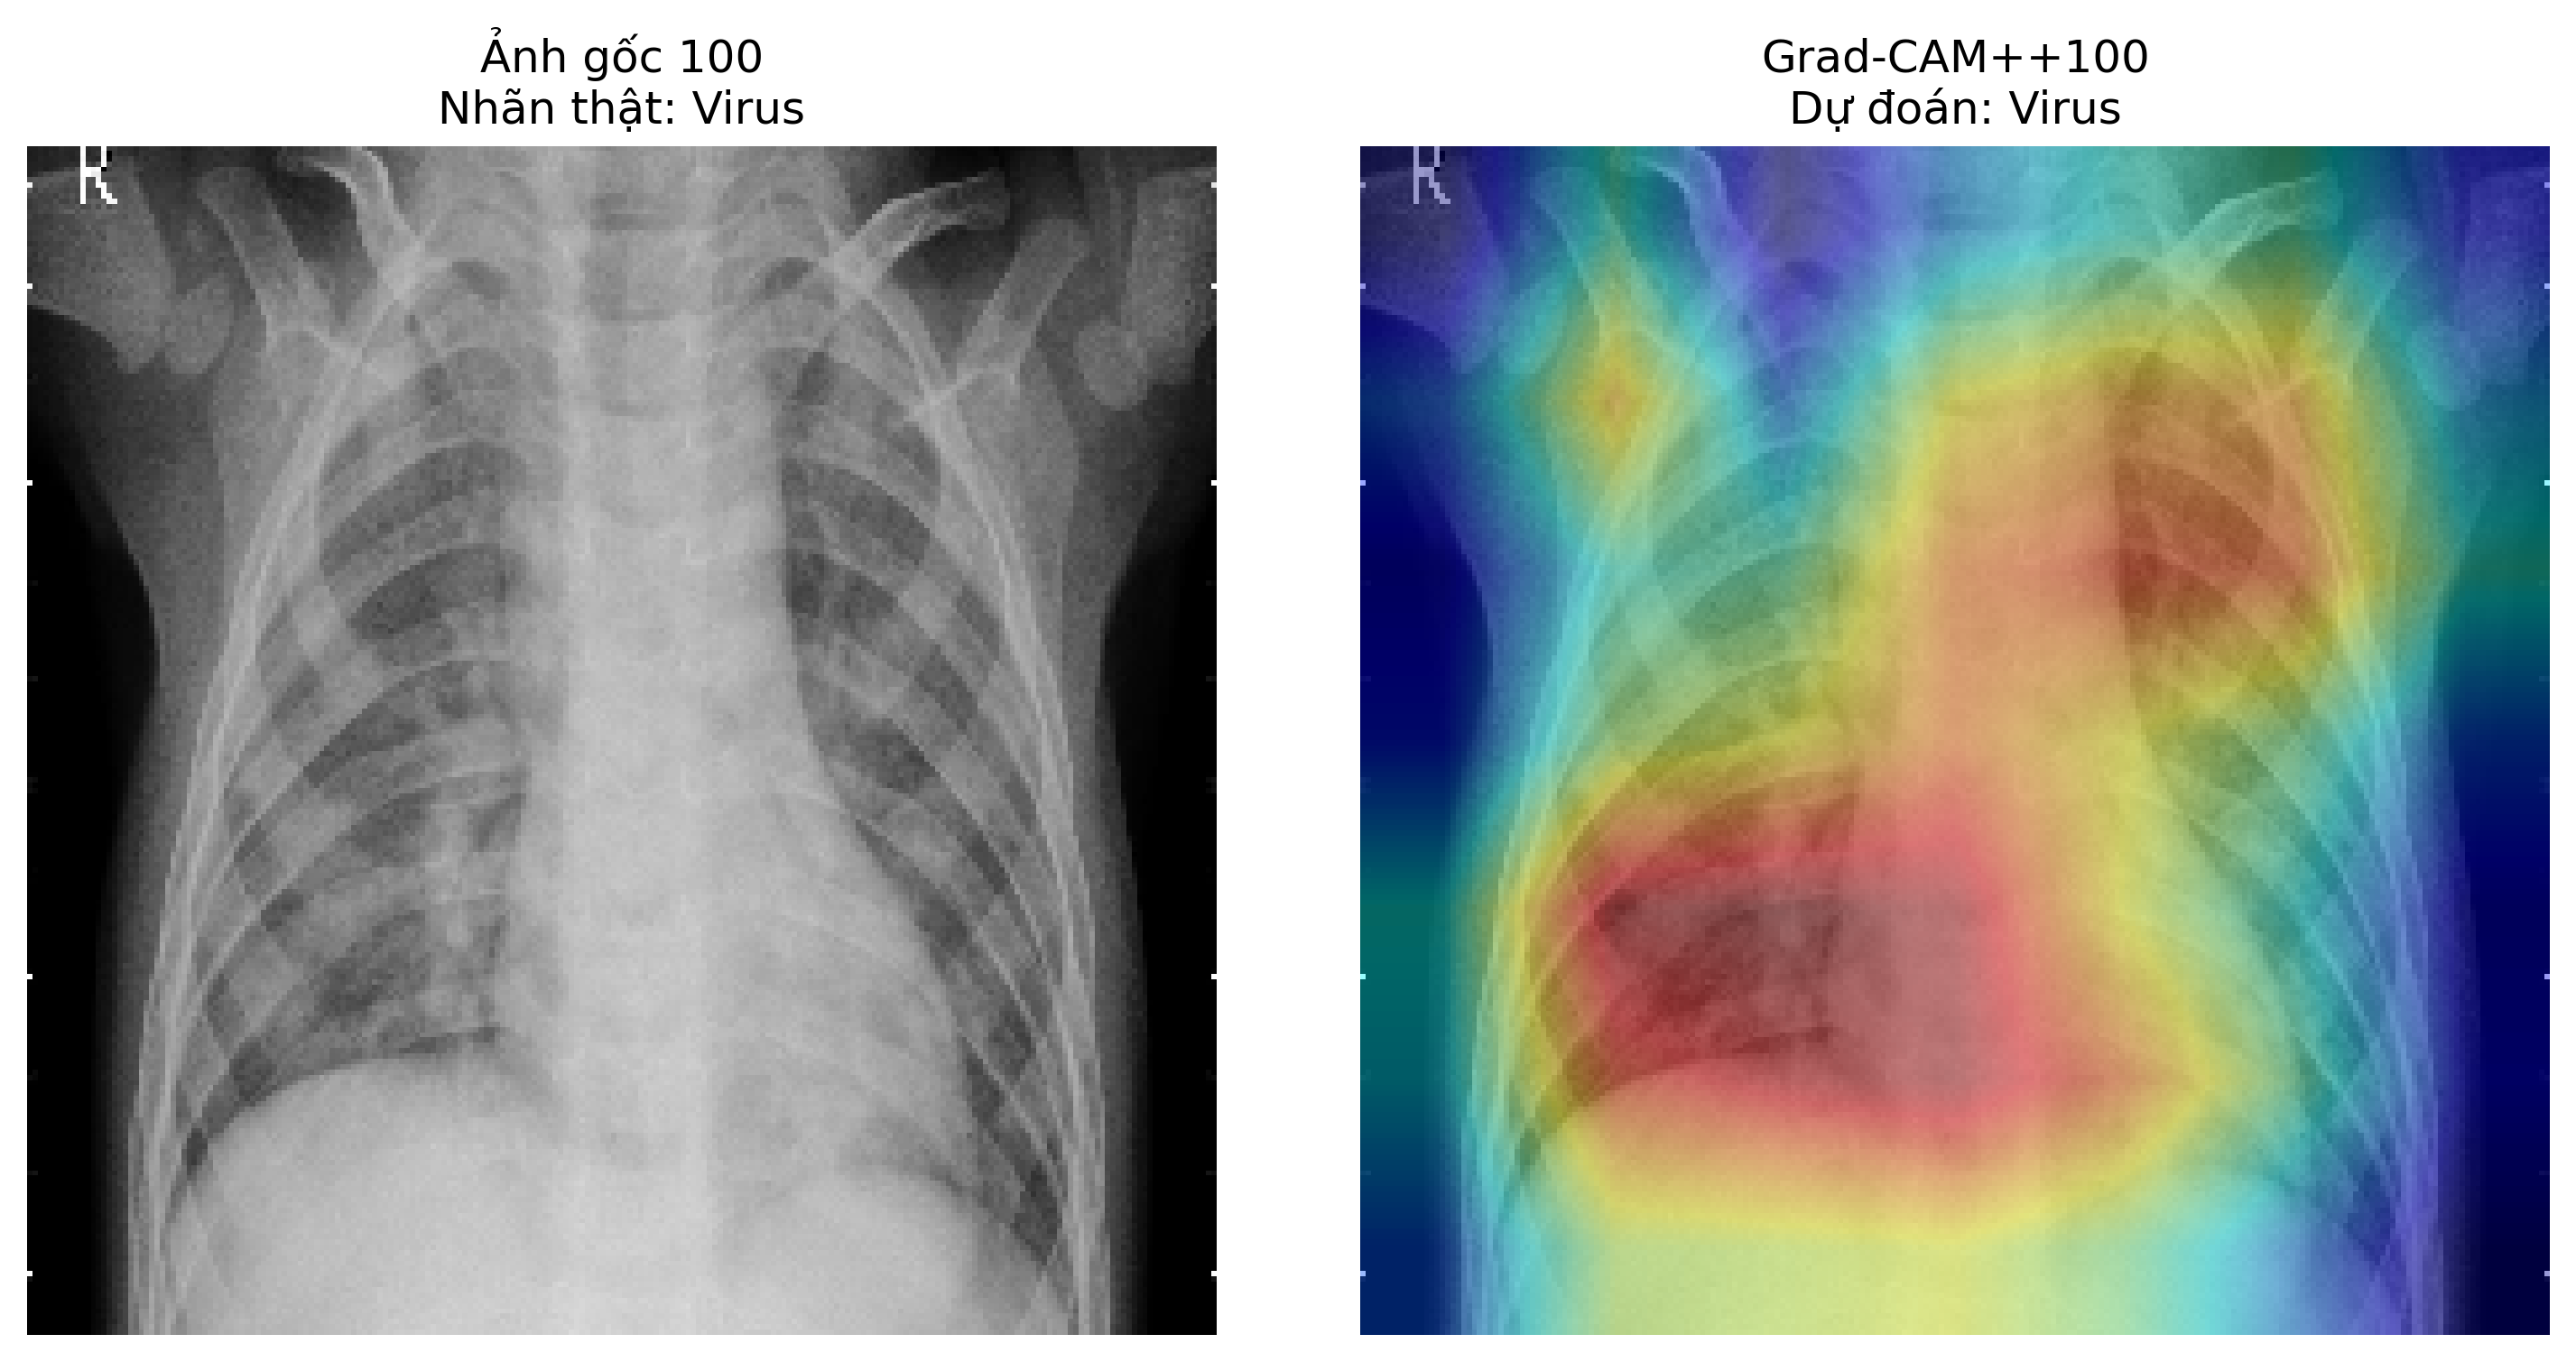 Ảnh gốc 100
Nhãn thật: Virus
Grad-CAM++100
Dự đoán: Virus
R
R